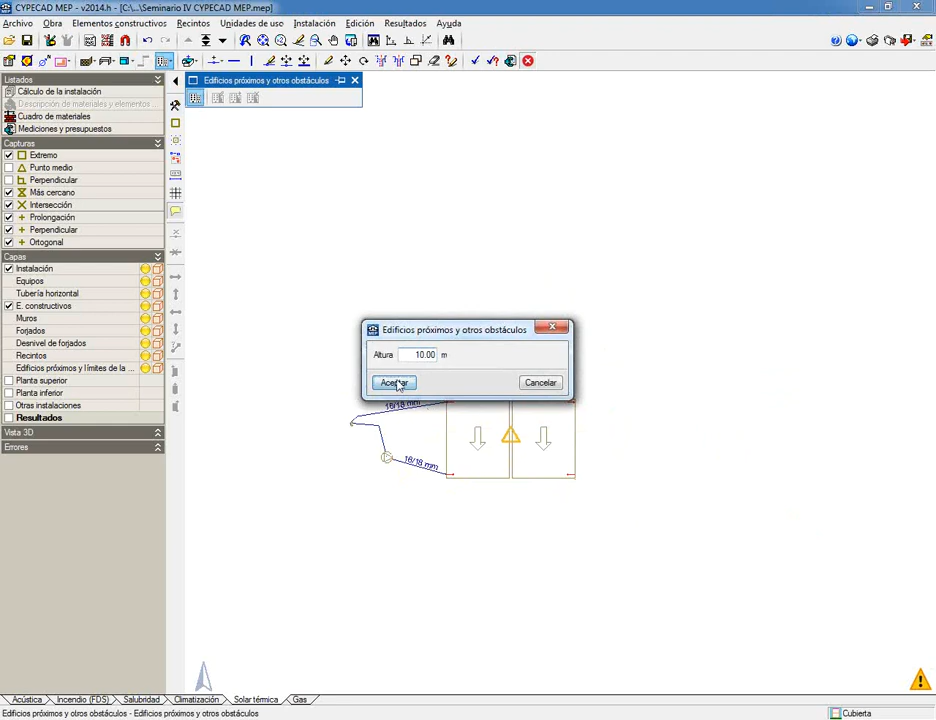 CYPECAD MEP - v2014.h - [C:\...\Seminario IV CYPECAD MEP.mep]
Archivo Obra Elementos constructivos Recintos Unidades de uso Instalación Edición Resultados Ayuda
Listados
Cálculo de la instalación
Descripción de materiales y elementos ...
Cuadro de materiales
Mediciones y presupuestos
Capturas
Extremo
Punto medio
Perpendicular
Más cercano
Intersección
Prolongación
Perpendicular
Ortogonal
Capas
Instalación
Equipos
Tubería horizontal
E. constructivos
Muros
Forjados
Desnivel de forjados
Recintos
Edificios próximos y límites de la ...
Planta superior
Planta inferior
Otras instalaciones
Resultados
Vista 3D
Errores
Edificios próximos y otros obstáculos
Edificios próximos y otros obstáculos
Altura 10.00 m
Aceptar Cancelar
16/18 mm
16/18 mm
Acústica Incendio (FDS) Salubridad Climatización Solar térmica Gas
Edificios próximos y otros obstáculos - Edificios próximos y otros obstáculos
Cubierta